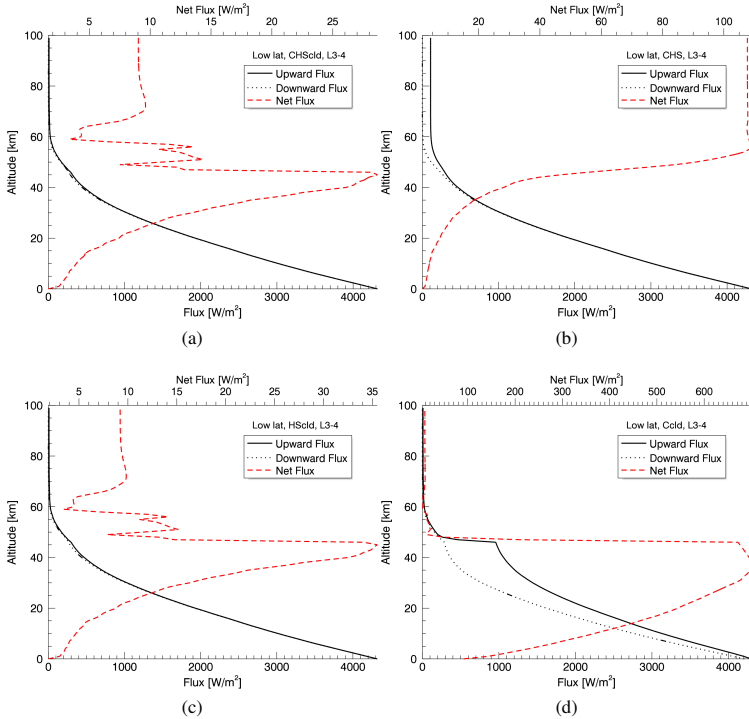 Net Flux [W/m²]
5 10 15 20 25
Low lat, CHScld, L3-4
Upward Flux
Downward Flux
Net Flux
Altitude [km]
100
80
60
40
20
0
0 1000 2000 3000 4000
Flux [W/m²]
(a)
Net Flux [W/m²]
20 40 60 80 100
Low lat, CHS, L3-4
Upward Flux
Downward Flux
Net Flux
Altitude [km]
100
80
60
40
20
0
0 1000 2000 3000 4000
Flux [W/m²]
(b)
Net Flux [W/m²]
5 10 15 20 25 30 35
Low lat, HScld, L3-4
Upward Flux
Downward Flux
Net Flux
Altitude [km]
100
80
60
40
20
0
0 1000 2000 3000 4000
Flux [W/m²]
(c)
Net Flux [W/m²]
100 200 300 400 500 600
Low lat, Ccld, L3-4
Upward Flux
Downward Flux
Net Flux
Altitude [km]
100
80
60
40
20
0
0 1000 2000 3000 4000
Flux [W/m²]
(d)